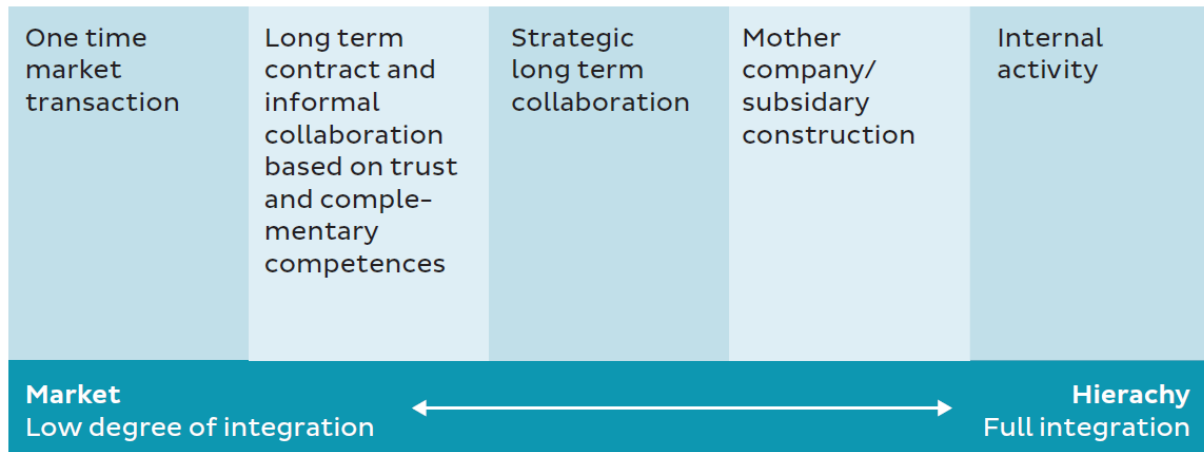 One time
market
transaction
Long term
contract and
informal
collaboration
based on trust
and comple-
mentary
competences
Strategic
long term
collaboration
Mother
company/
subsidary
construction
Internal
activity
Market
Low degree of integration
Hierachy
Full integration